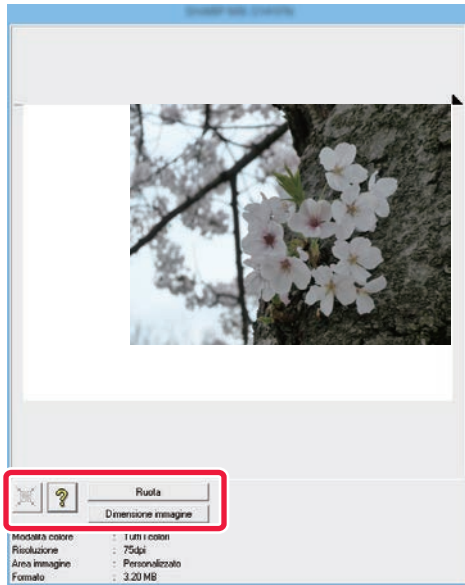 ?
Ruota
Dimensione immagine
Modalità colore : Tutti i colori
Risoluzione : 75dpi
Area immagine : Personalizzato
Formato : 3.20 MB